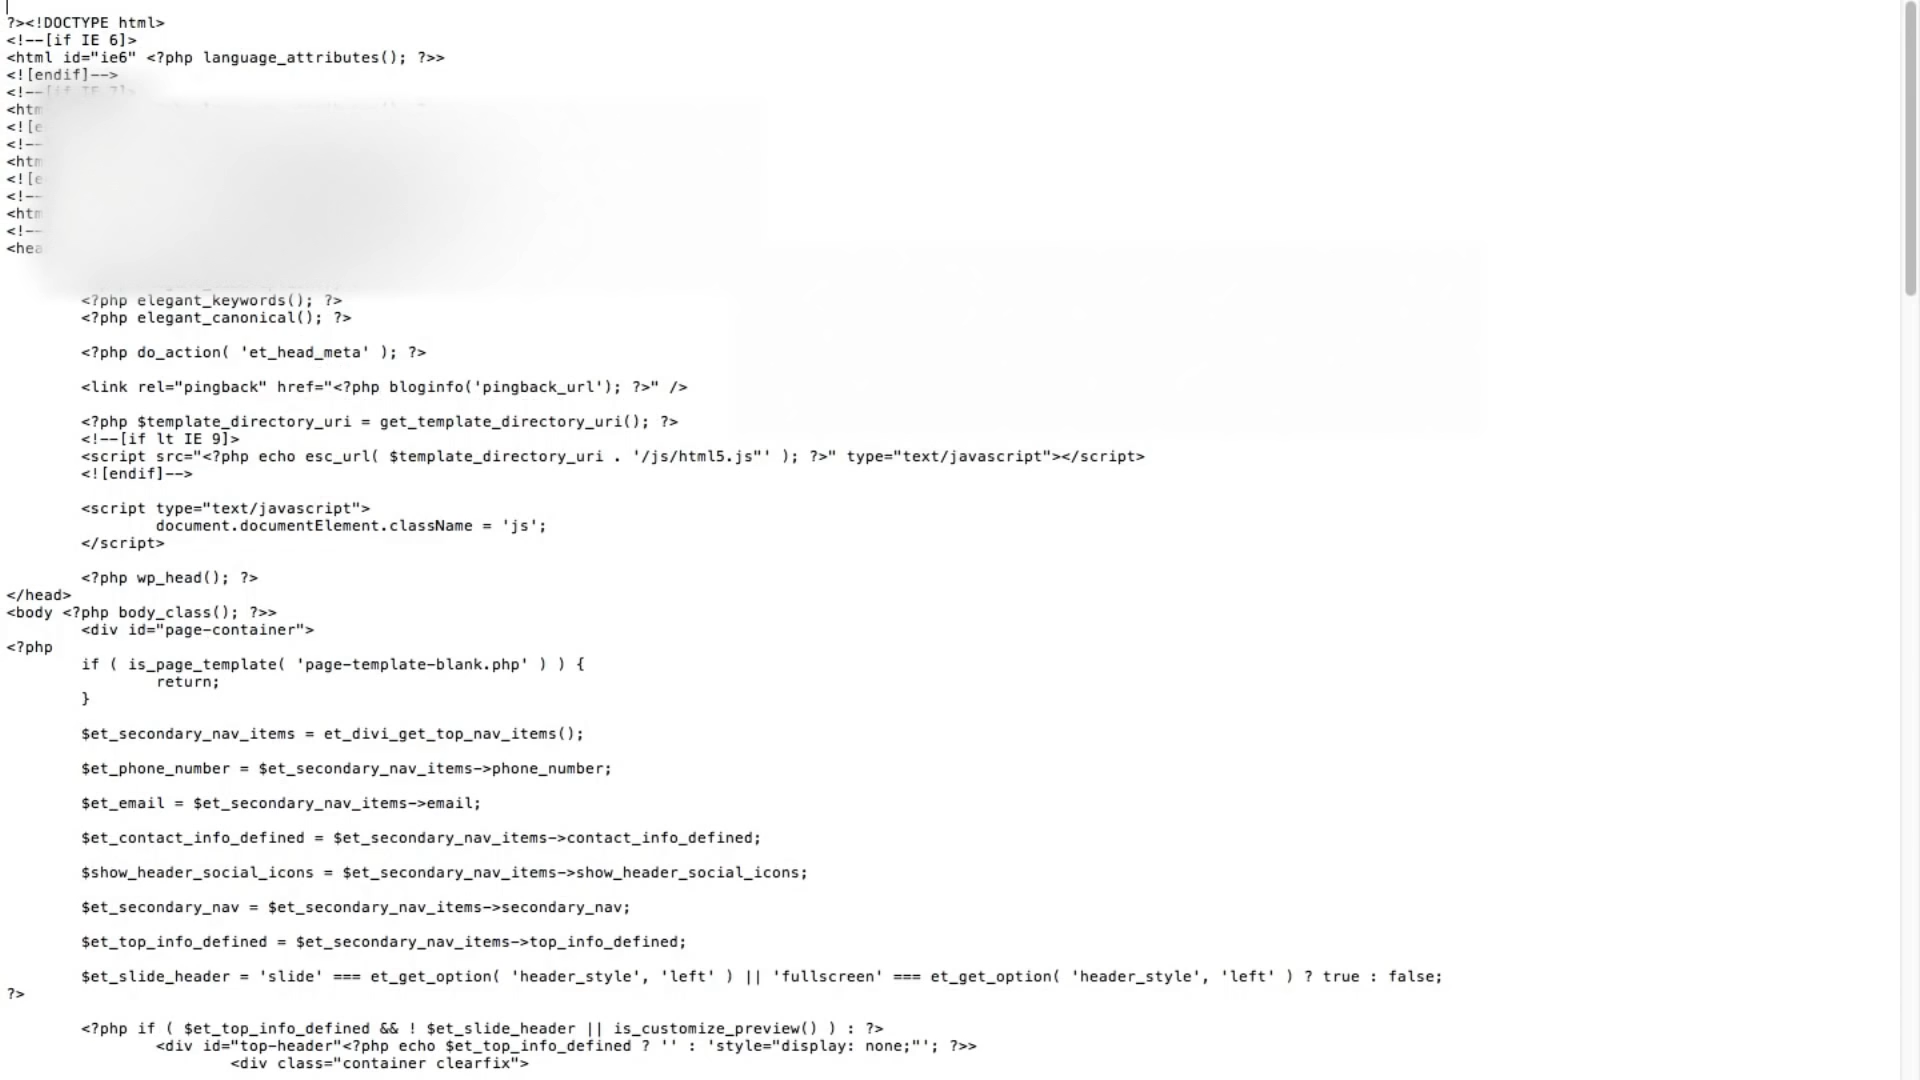 ?><!DOCTYPE html>
<!--[if IE 6]>
<html id="ie6" <?php language_attributes(); ?>>
<![endif]-->
<!--[if IE 7]>
<htm
<![e
<!--
<htm
<![e
<!--
<htm
<!--
<hea
<?php elegant_keywords(); ?>
<?php elegant_canonical(); ?>
<?php do_action( 'et_head_meta' ); ?>
<link rel="pingback" href="<?php bloginfo('pingback_url'); ?>" />
<?php $template_directory_uri = get_template_directory_uri(); ?>
<!--[if lt IE 9]>
<script src="<?php echo esc_url( $template_directory_uri . '/js/html5.js"' ); ?>" type="text/javascript"></script>
<![endif]-->
<script type="text/javascript">
document.documentElement.className = 'js';
</script>
<?php wp_head(); ?>
</head>
<body <?php body_class(); ?>>
<div id="page-container">
<?php
if ( is_page_template( 'page-template-blank.php' ) ) {
return;
}
$et_secondary_nav_items = et_divi_get_top_nav_items();
$et_phone_number = $et_secondary_nav_items->phone_number;
$et_email = $et_secondary_nav_items->email;
$et_contact_info_defined = $et_secondary_nav_items->contact_info_defined;
$show_header_social_icons = $et_secondary_nav_items->show_header_social_icons;
$et_secondary_nav = $et_secondary_nav_items->secondary_nav;
$et_top_info_defined = $et_secondary_nav_items->top_info_defined;
$et_slide_header = 'slide' === et_get_option( 'header_style', 'left' ) || 'fullscreen' === et_get_option( 'header_style', 'left' ) ? true : false;
?>
<?php if ( $et_top_info_defined && ! $et_slide_header || is_customize_preview() ) : ?>
<div id="top-header"<?php echo $et_top_info_defined ? '' : 'style="display: none;"'; ?>>
<div class="container clearfix">